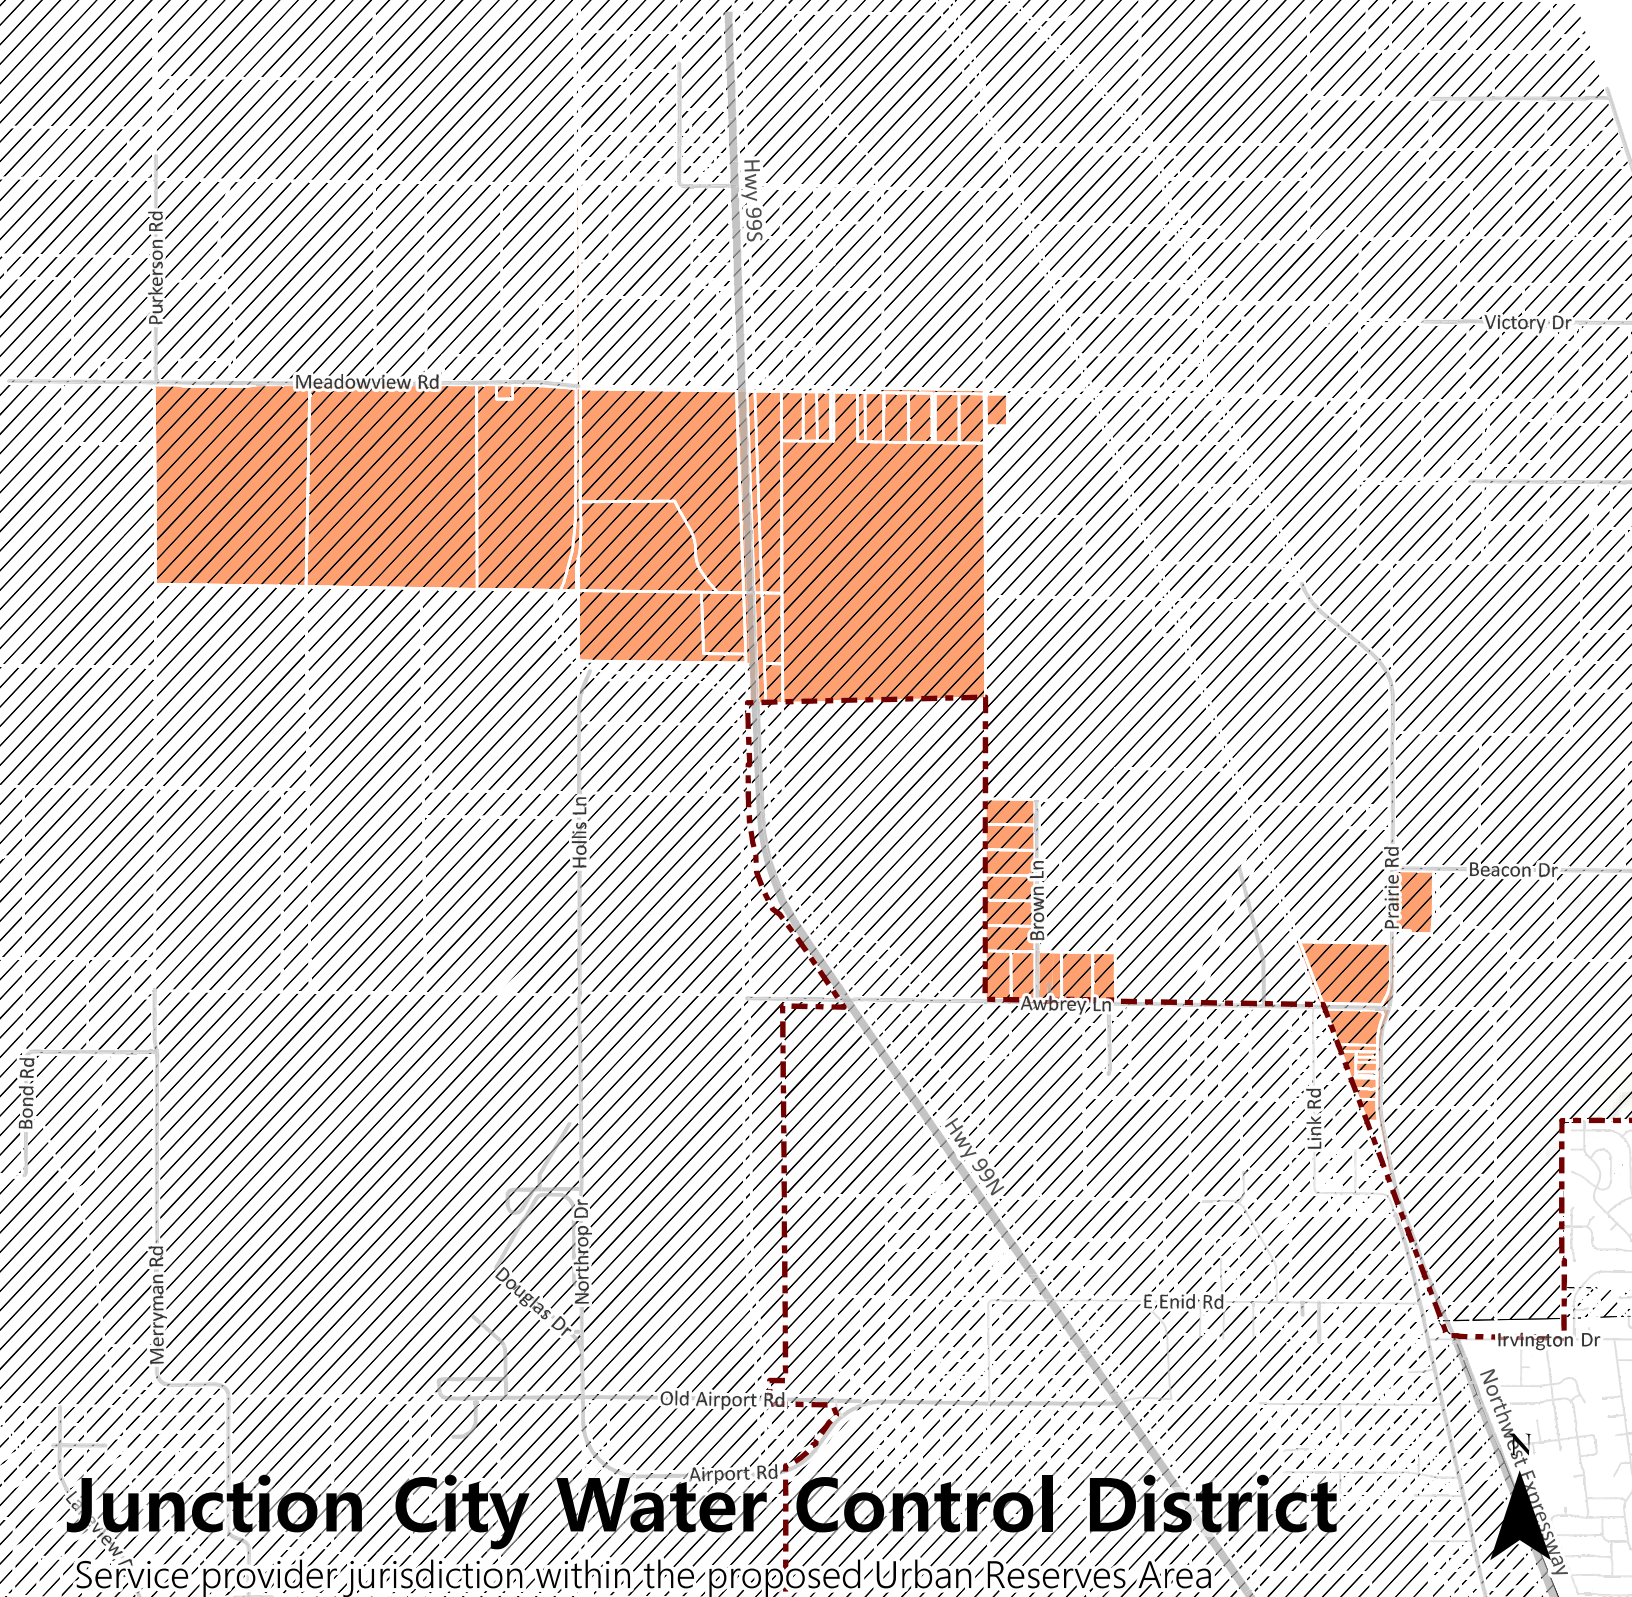 Hwy 99S
Purkerson Rd
Victory Dr
Meadowview Rd
Hollis Ln
Brown Ln
Prairie Rd
Beacon Dr
Awbrey Ln
Bond Rd
Link Rd
Hwy 99N
Northrop Dr
Merryman Rd
Douglas Dr
E Enid Rd
Irvington Dr
Old Airport Rd
Northwest Expressway
N
Airport Rd
Junction City Water Control District
Service provider jurisdiction within the proposed Urban Reserves Area